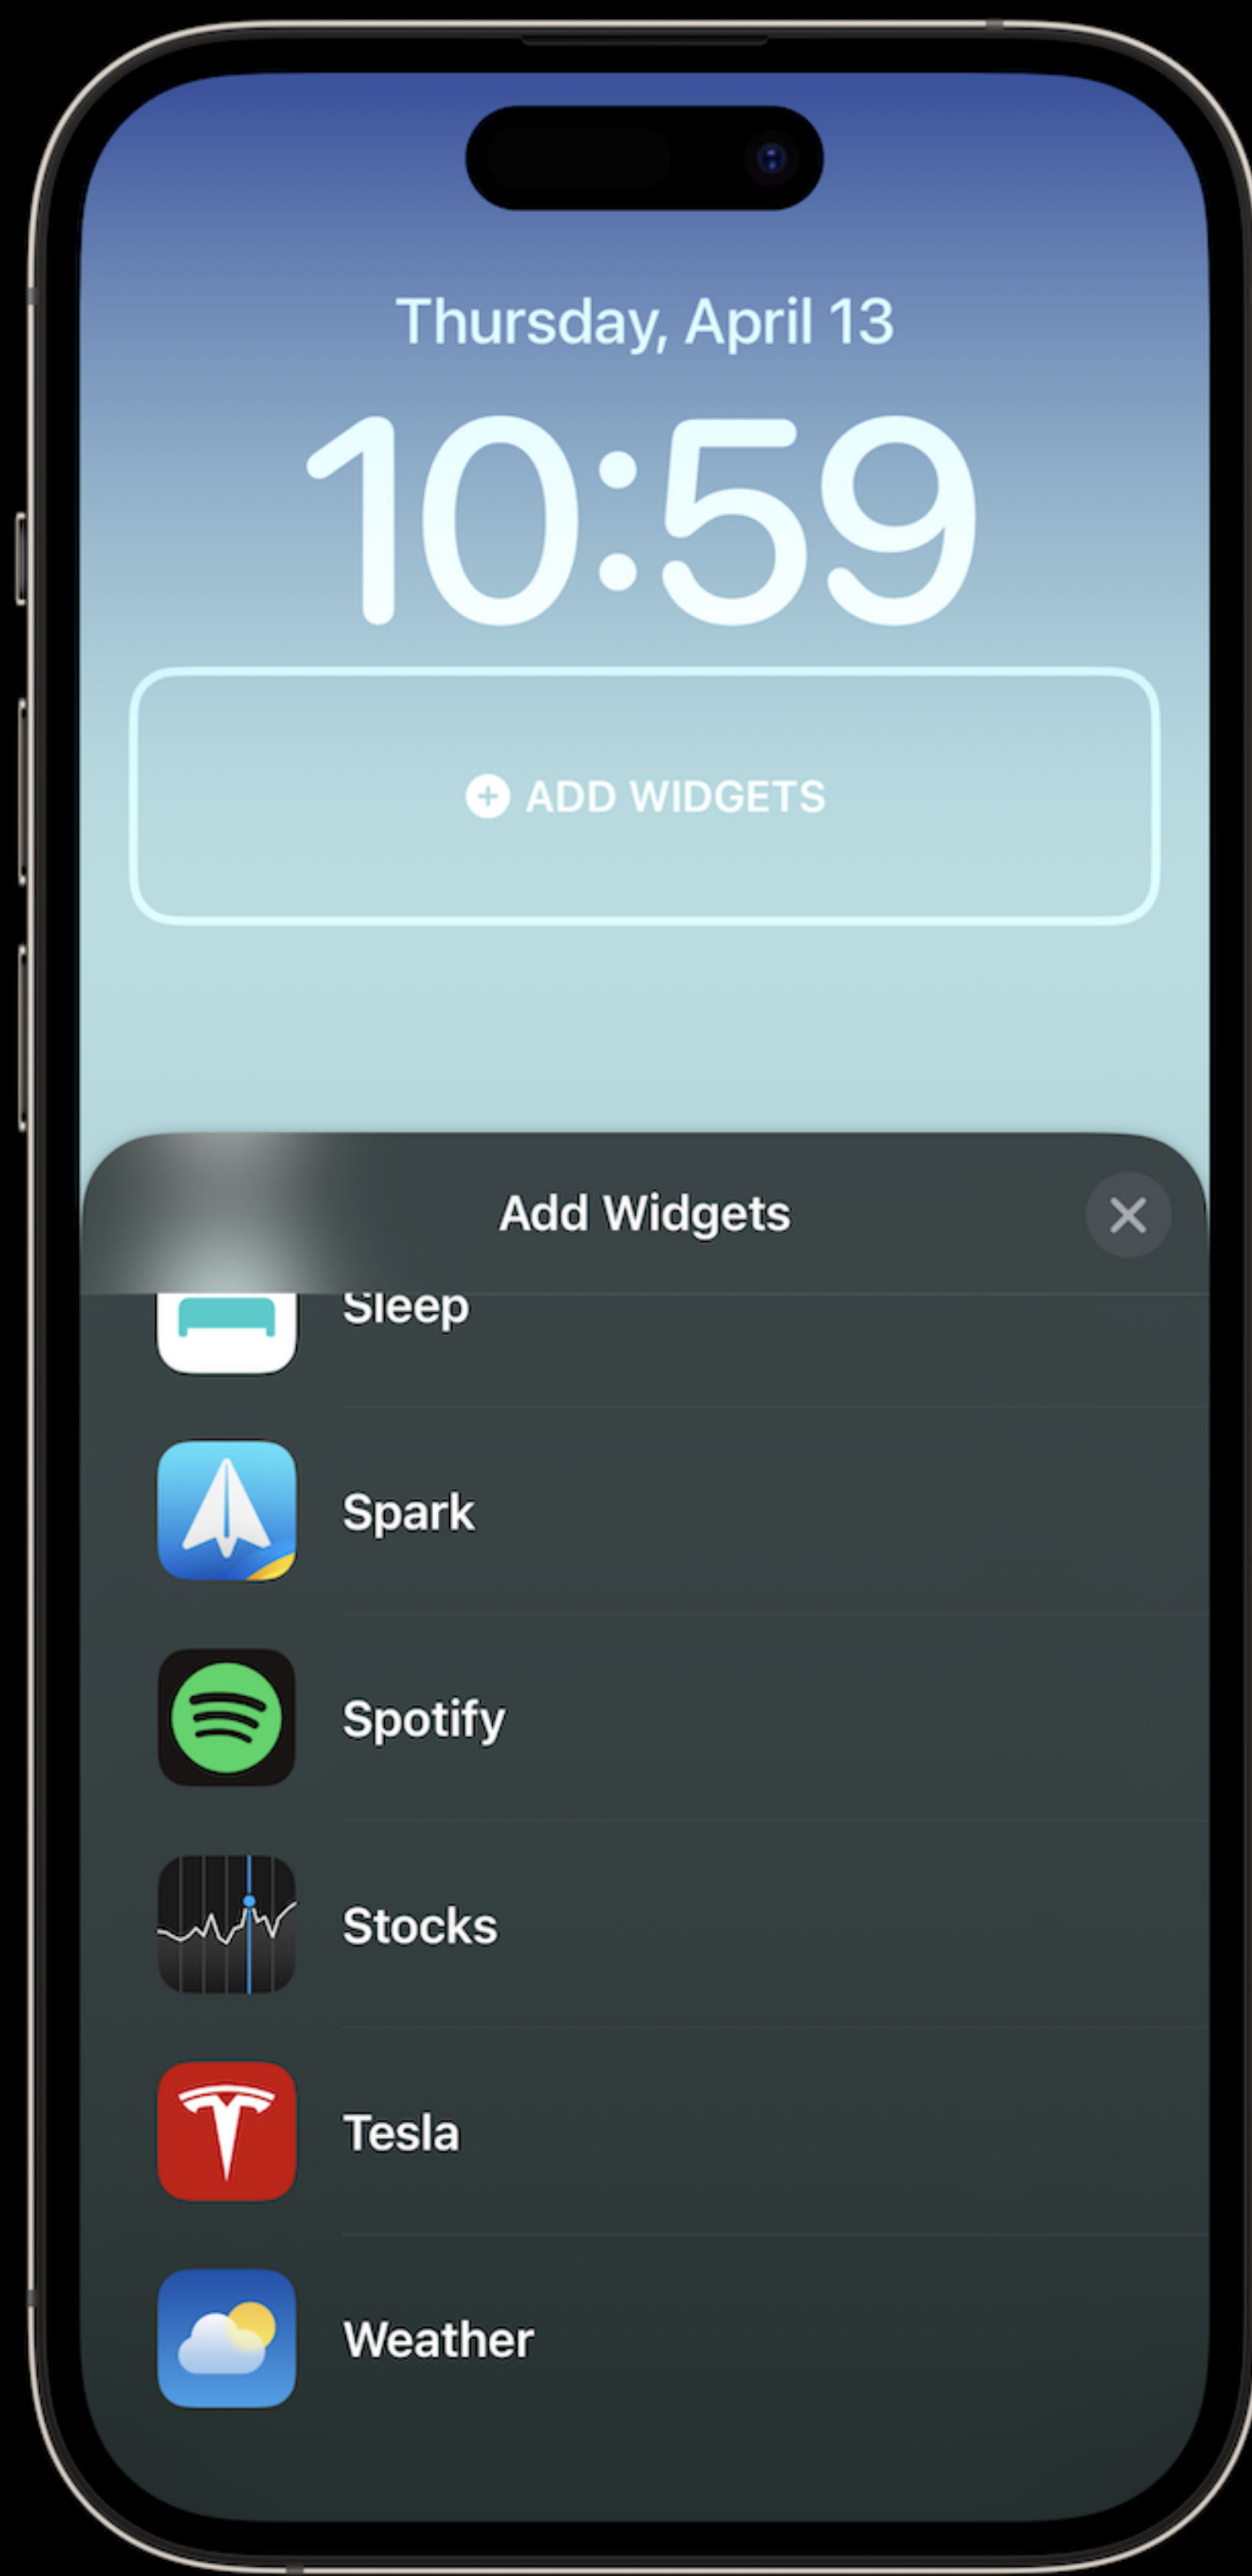 Thursday, April 13
10:59
ADD WIDGETS
Add Widgets
Sleep
Spark
Spotify
Stocks
Tesla
Weather